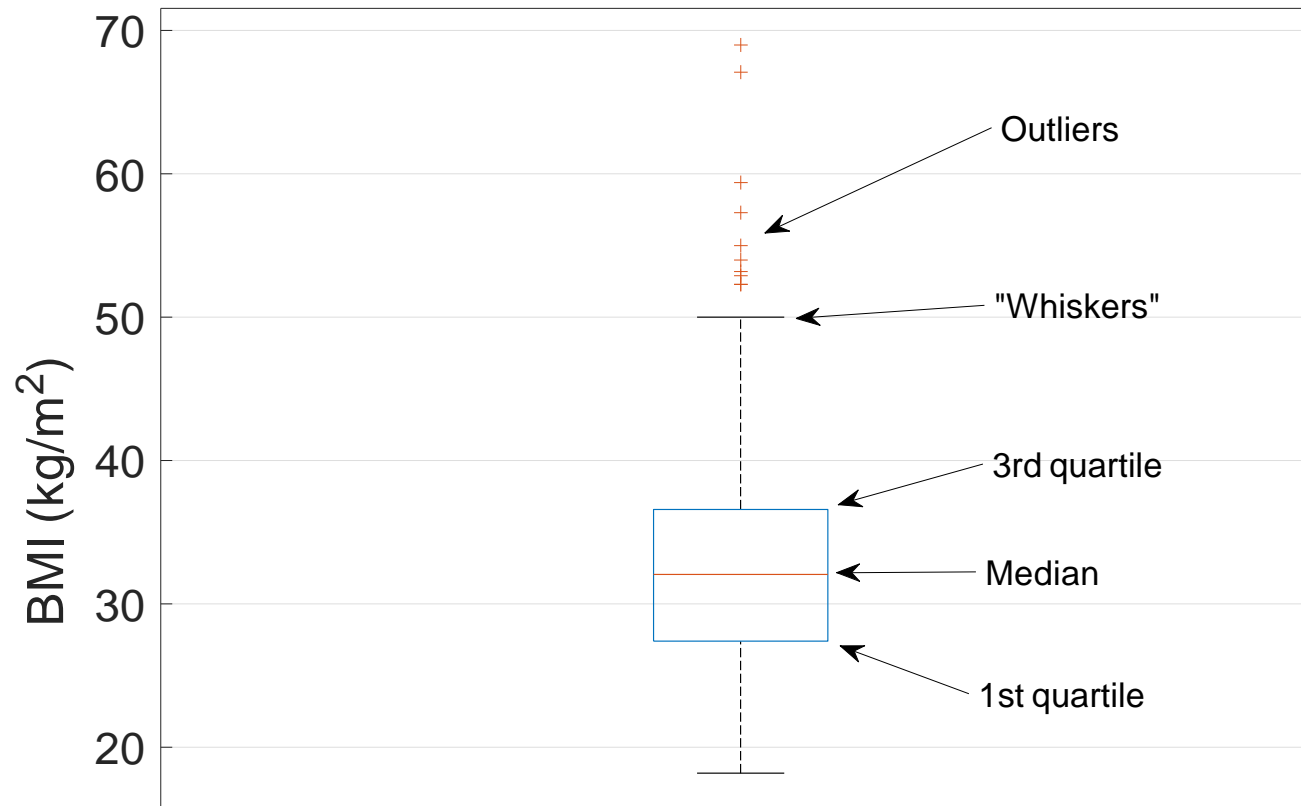 70
Outliers
60
"Whiskers"
50
BMI (kg/m²)
40
3rd quartile
Median
30
1st quartile
20